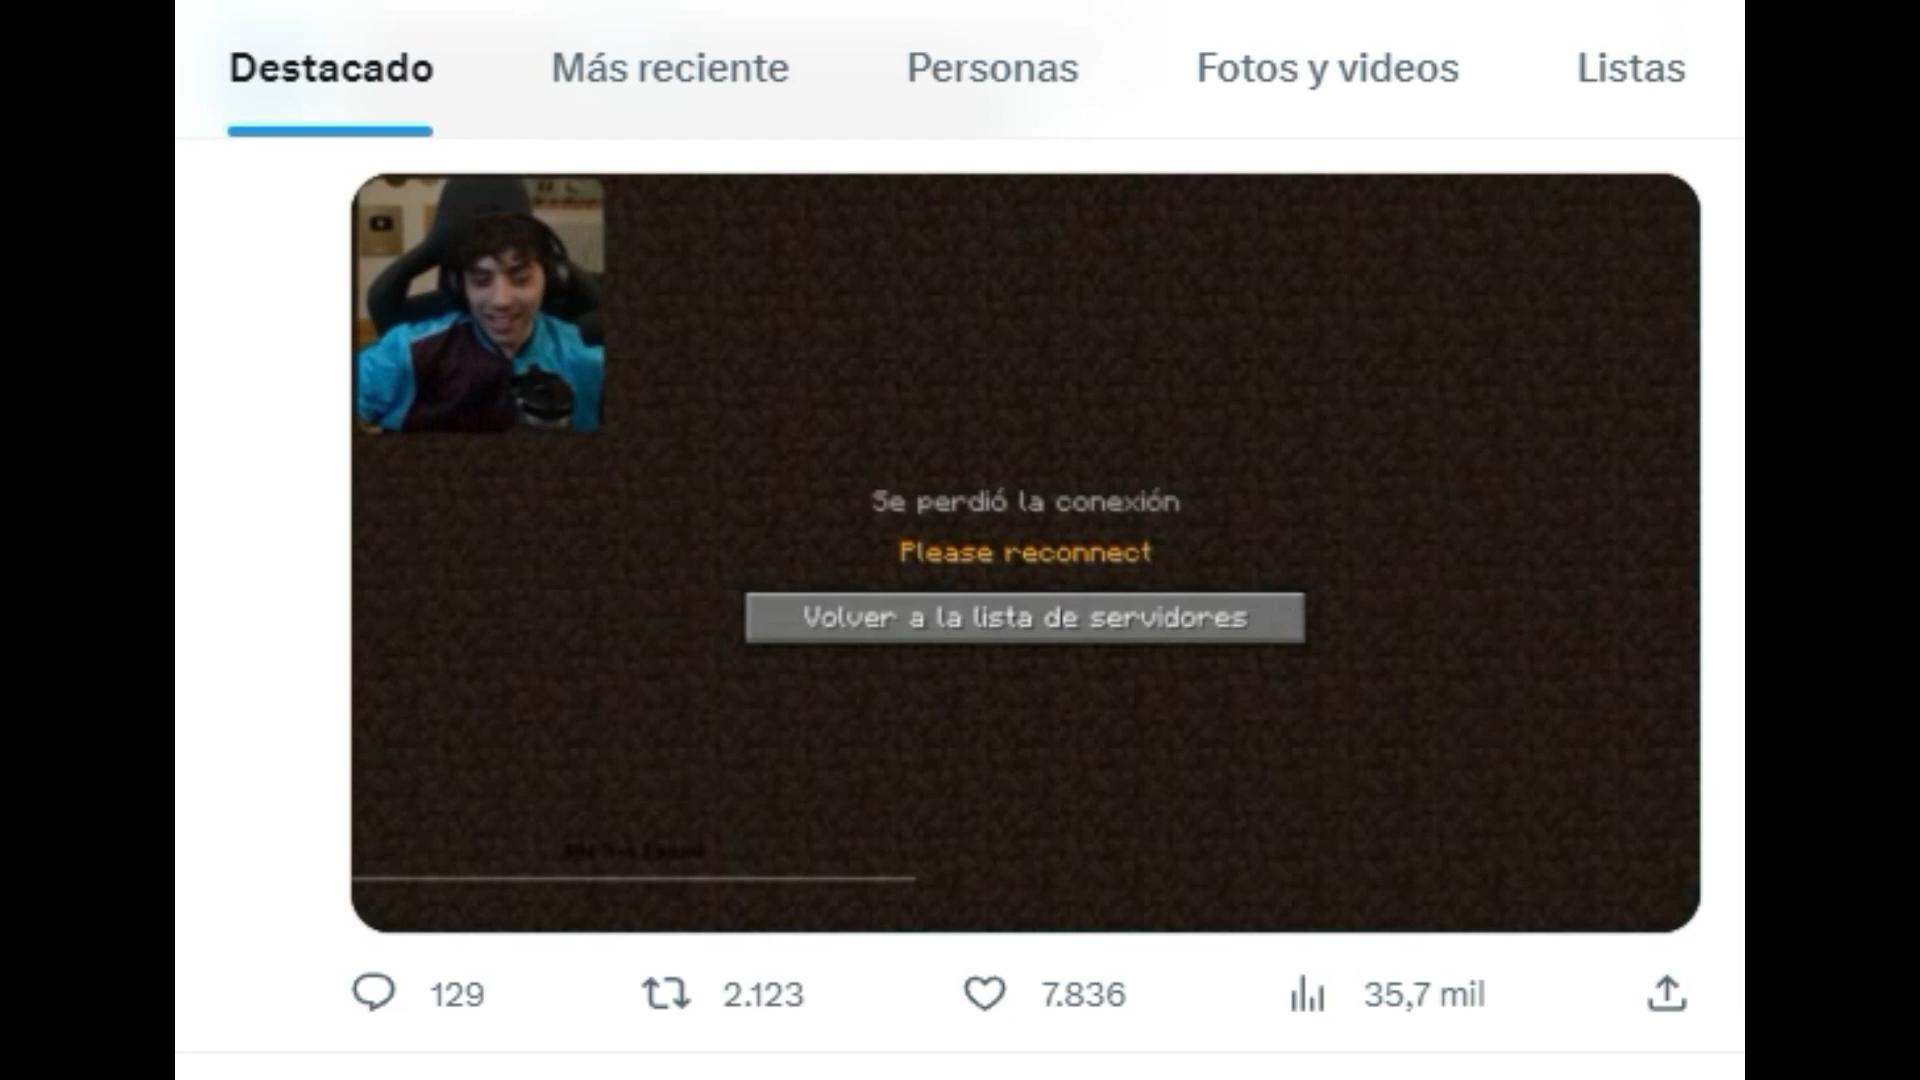 Destacado Más reciente Personas Fotos y videos Listas
Se perdió la conexión
Please reconnect
Volver a la lista de servidores
129 2.123 7.836 35,7 mil